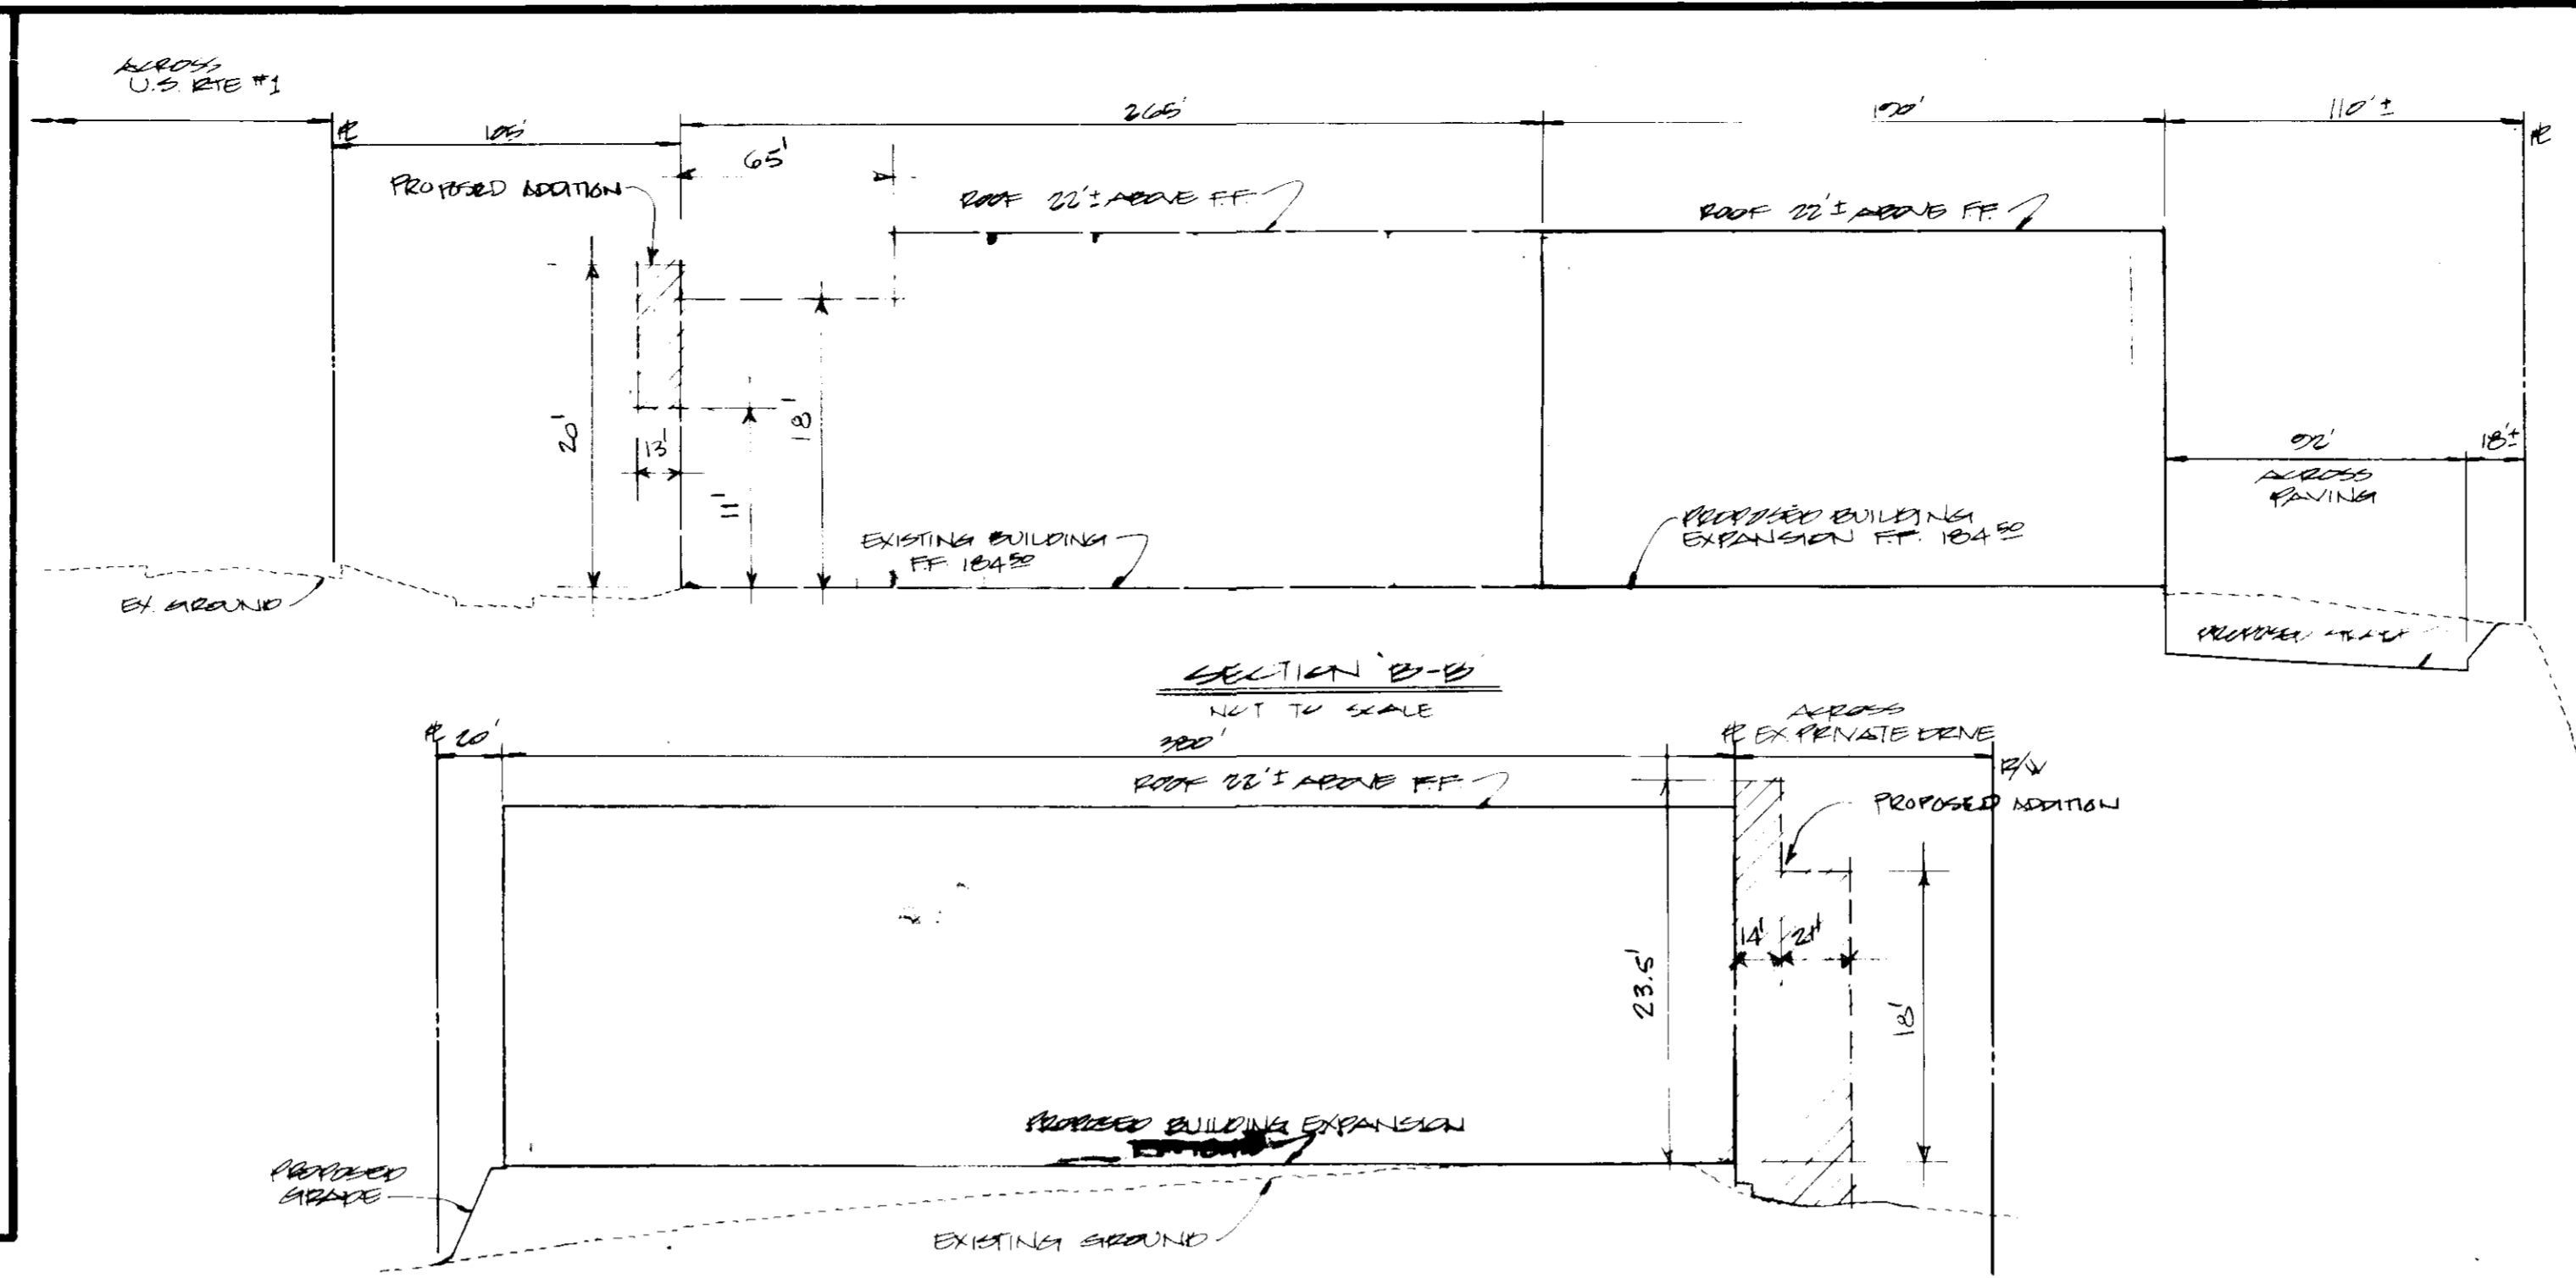 ACROSS
U.S. RTE #1
℄
105'
265'
190'
110'±
℄
65'
PROPOSED ADDITION
ROOF 22'± ABOVE F.F.
ROOF 22'± ABOVE F.F.
20'
13'
11'
18'
92'
18'±
ACROSS
PAVING
EXISTING BUILDING
F.F. 184.50
PROPOSED BUILDING
EXPANSION F.F. 184.50
EX. GROUND
PROPOSED
SECTION 'B-B'
NOT TO SCALE
℄
20'
380'
℄
ACROSS
EX. PRIVATE DRIVE
R/W
ROOF 22'± ABOVE F.F.
PROPOSED ADDITION
14'
21'
23.5'
18'
PROPOSED BUILDING EXPANSION
PROPOSED
GRADE
EXISTING GROUND